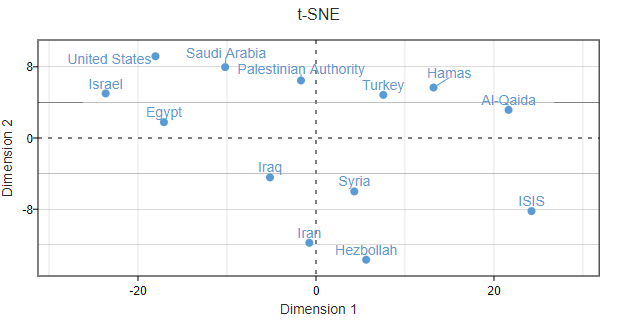 t-SNE
United States
Saudi Arabia
Palestinian Authority
Israel
Turkey
Hamas
Al-Qaida
Egypt
Iraq
Syria
ISIS
Iran
Hezbollah
8
0
-8
-20
0
20
Dimension 1
Dimension 2